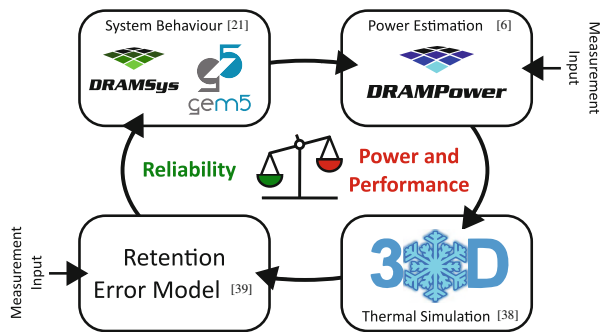 System Behaviour [21]
DRAMSys
gem5
Power Estimation [6]
DRAMPower
Measurement
Input
Reliability
Power and
Performance
Measurement
Input
Retention
Error Model [39]
3D
Thermal Simulation [38]